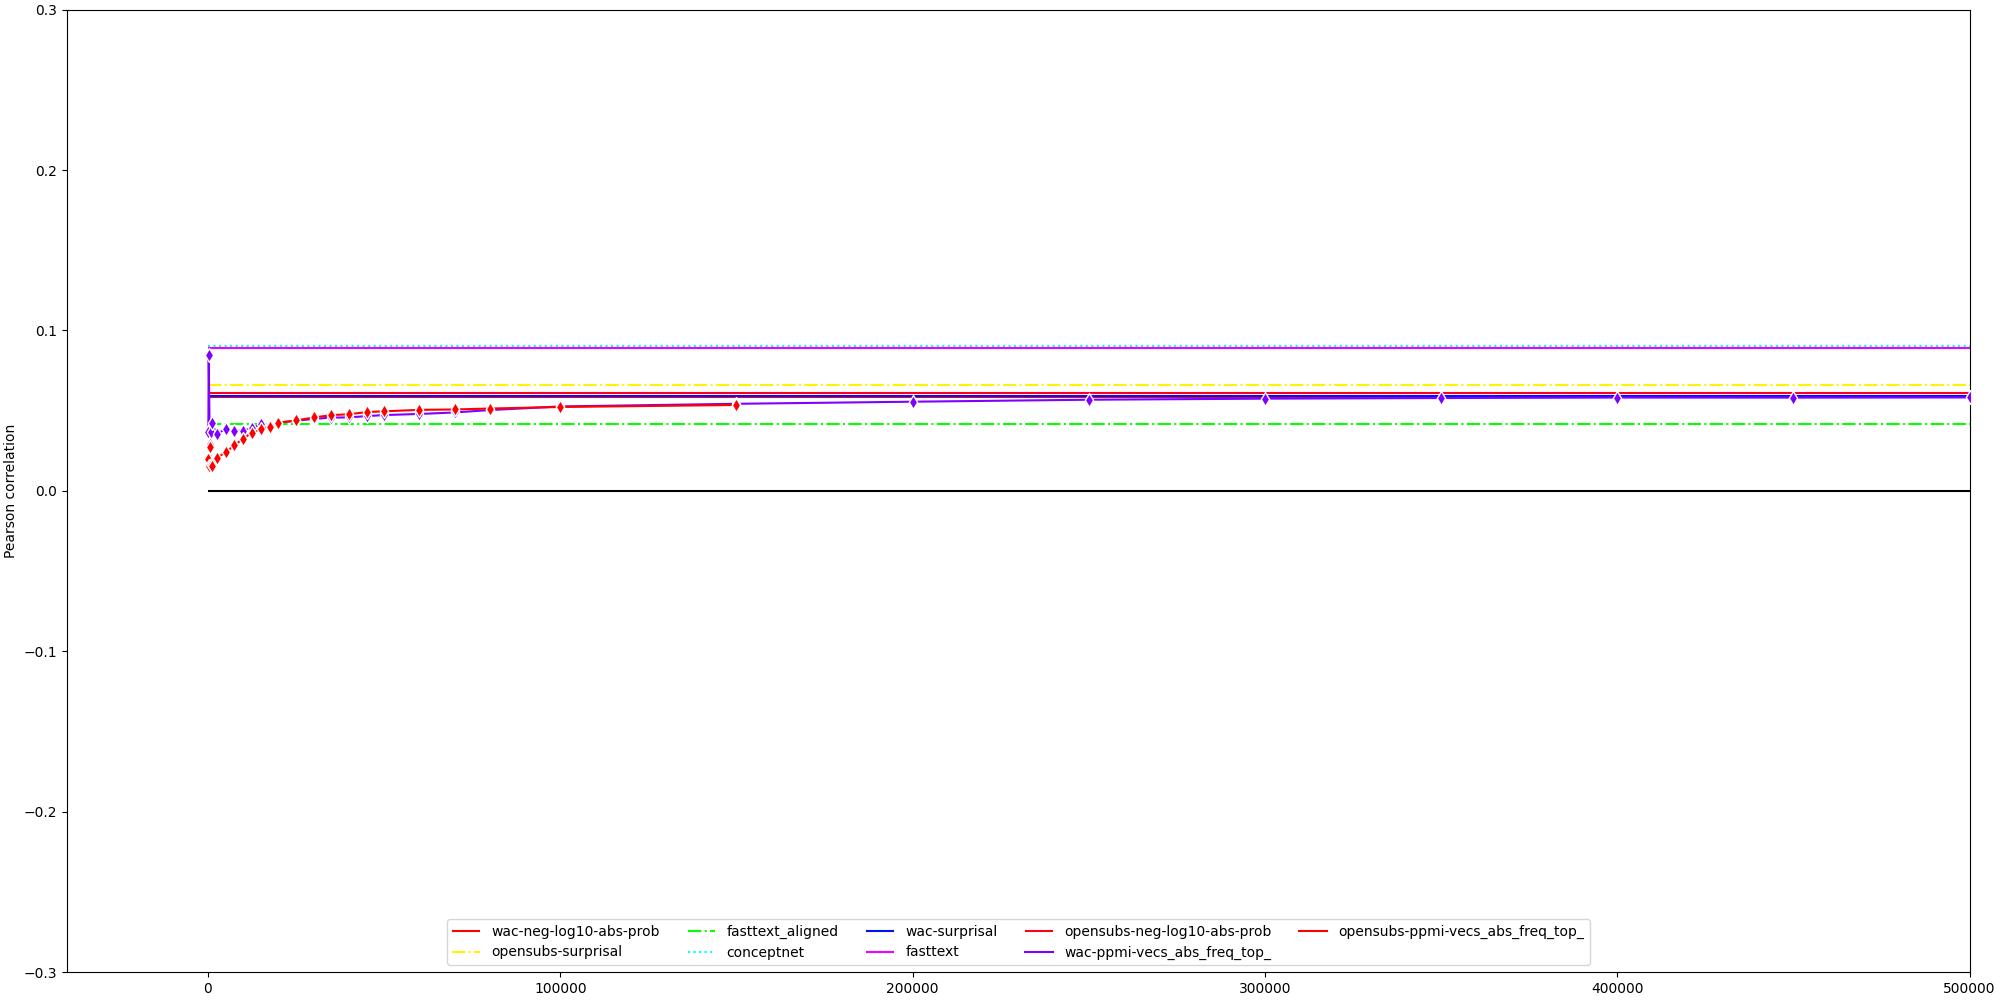 0.3
0.2
0.1
0.0
−0.1
−0.2
−0.3
Pearson correlation
wac-neg-log10-abs-prob
opensubs-surprisal
fasttext_aligned
conceptnet
wac-surprisal
fasttext
opensubs-neg-log10-abs-prob
wac-ppmi-vecs_abs_freq_top_
opensubs-ppmi-vecs_abs_freq_top_
0
100000
200000
300000
400000
500000